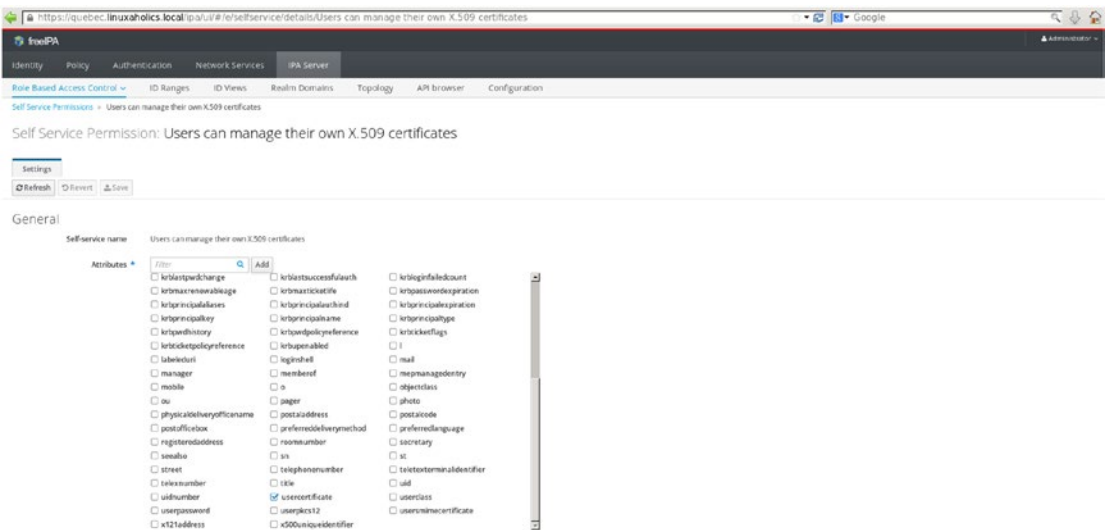 https://quebec.linuxaholics.local/ipa/ui/#/e/selfservice/details/Users can manage their own X.509 certificates Google
freeIPA Administrator
Identity Policy Authentication Network Services IPA Server
Role Based Access Control ID Ranges ID Views Realm Domains Topology API browser Configuration
Self Service Permissions » Users can manage their own X.509 certificates
Self Service Permission: Users can manage their own X.509 certificates
Settings
Refresh Revert Save
General
Self-service name Users can manage their own X.509 certificates
Attributes * Filter Add
krblastpwdchange krblastsuccessfulauth krbloginfailedcount
krbmaxrenewableage krbmaxticketlife krbpasswordexpiration
krbprincipalaliases krbprincipalauthind krbprincipalexpiration
krbprincipalkey krbprincipalname krbprincipaltype
krbpwdhistory krbpwdpolicyreference krbticketflags
krbticketpolicyreference krbupenabled l
labeleduri loginshell mail
manager memberof mepmanagedentry
mobile o objectclass
ou pager photo
physicaldeliveryofficename postaladdress postalcode
postofficebox preferreddeliverymethod preferredlanguage
registeredaddress roomnumber secretary
seealso sn st
street telephonenumber teletexterminalidentifier
telexnumber title uid
uidnumber usercertificate userclass
userpassword userpkcs12 usersmimecertificate
x121address x500uniqueidentifier